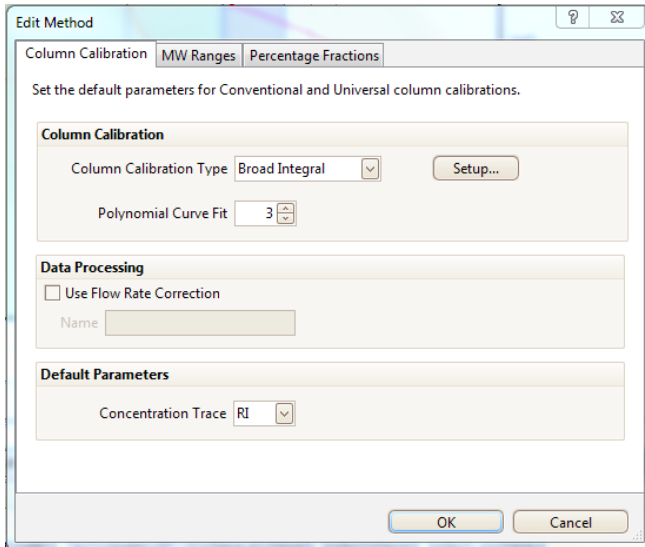 Edit Method
Column Calibration MW Ranges Percentage Fractions
Set the default parameters for Conventional and Universal column calibrations.
Column Calibration
Column Calibration Type Broad Integral Setup...
Polynomial Curve Fit 3
Data Processing
Use Flow Rate Correction
Name
Default Parameters
Concentration Trace RI
OK Cancel